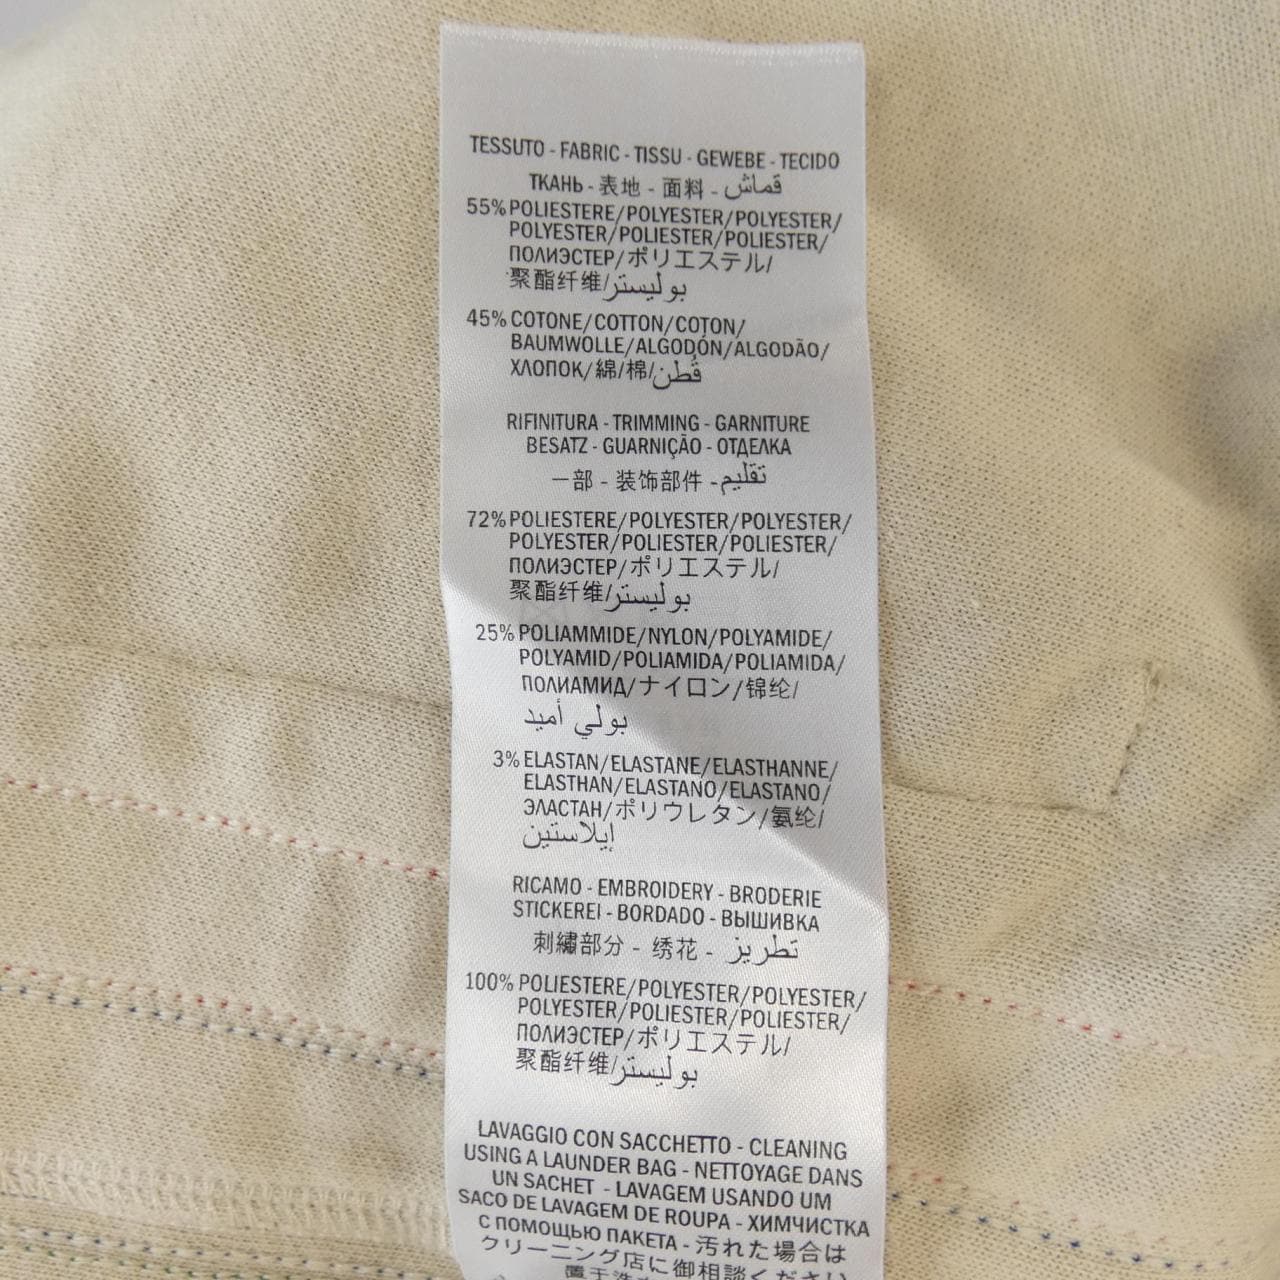 TESSUTO - FABRIC - TISSU - GEWEBE - TECIDO
ТКАНЬ - 表地 - 面料 - قماش
55% POLIESTERE/POLYESTER/POLYESTER/
POLYESTER/POLIESTER/POLIESTER/
ПОЛИЭСТЕР/ポリエステル/
聚酯纤维/بوليستر
45% COTONE/COTTON/COTON/
BAUMWOLLE/ALGODÓN/ALGODÃO/
ХЛОПОК/綿/棉/قُطن
RIFINITURA - TRIMMING - GARNITURE
BESATZ - GUARNIÇÃO - ОТДЕЛКА
一部 - 装饰部件 - تقليم
72% POLIESTERE/POLYESTER/POLYESTER/
POLYESTER/POLIESTER/POLIESTER/
ПОЛИЭСТЕР/ポリエステル/
聚酯纤维/بوليستر
25% POLIAMMIDE/NYLON/POLYAMIDE/
POLYAMID/POLIAMIDA/POLIAMIDA/
ПОЛИАМИД/ナイロン/锦纶/
بولي أميد
3% ELASTAN/ELASTANE/ELASTHANNE/
ELASTHAN/ELASTANO/ELASTANO/
ЭЛАСТАН/ポリウレタン/氨纶/
إيلاستين
RICAMO - EMBROIDERY - BRODERIE
STICKEREI - BORDADO - ВЫШИВКА
刺繍部分 - 绣花 - تطريز
100% POLIESTERE/POLYESTER/POLYESTER/
POLYESTER/POLIESTER/POLIESTER/
ПОЛИЭСТЕР/ポリエステル/
聚酯纤维/بوليستر
LAVAGGIO CON SACCHETTO - CLEANING
USING A LAUNDER BAG - NETTOYAGE DANS
UN SACHET - LAVAGEM USANDO UM
SACO DE LAVAGEM DE ROUPA - ХИМЧИСТКА
С ПОМОЩЬЮ ПАКЕТА - 汚れた場合は
クリーニング店に御相談ください